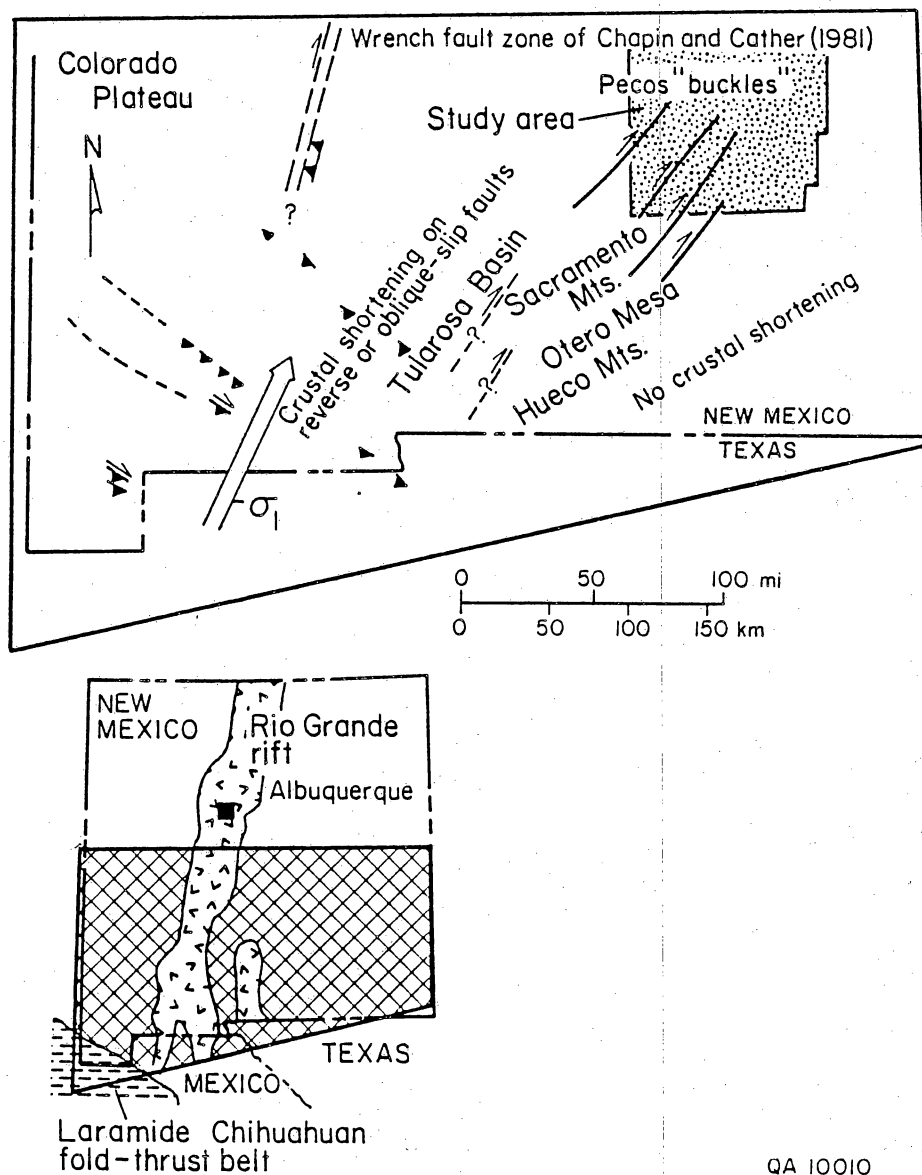 Wrench fault zone of Chapin and Cather (1981)
Colorado
Plateau
Pecos "buckles"
Study area
N
?
Crustal shortening on
reverse or oblique-slip faults
Tularosa Basin
Sacramento
Mts.
?
?
Otero Mesa
Hueco Mts.
No crustal shortening
NEW MEXICO
TEXAS
σ1
0 50 100 mi
0 50 100 150 km
NEW
MEXICO
Rio Grande
rift
Albuquerque
TEXAS
MEXICO
Laramide Chihuahuan
fold-thrust belt
QA 10010